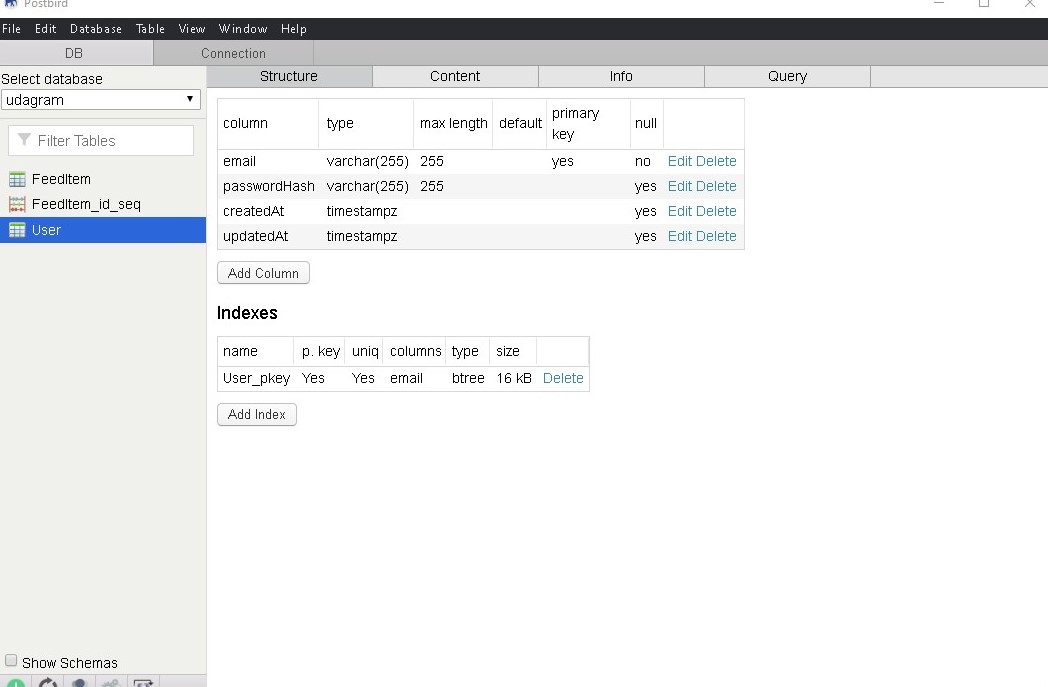 Postbird
File Edit Database Table View Window Help
DB Connection
Select database
udagram
Filter Tables
FeedItem
FeedItem_id_seq
User
Show Schemas
Structure Content Info Query
column type max length default primary key null
email varchar(255) 255 yes no Edit Delete
passwordHash varchar(255) 255 yes Edit Delete
createdAt timestampz yes Edit Delete
updatedAt timestampz yes Edit Delete
Add Column
Indexes
name p. key uniq columns type size
User_pkey Yes Yes email btree 16 kB Delete
Add Index